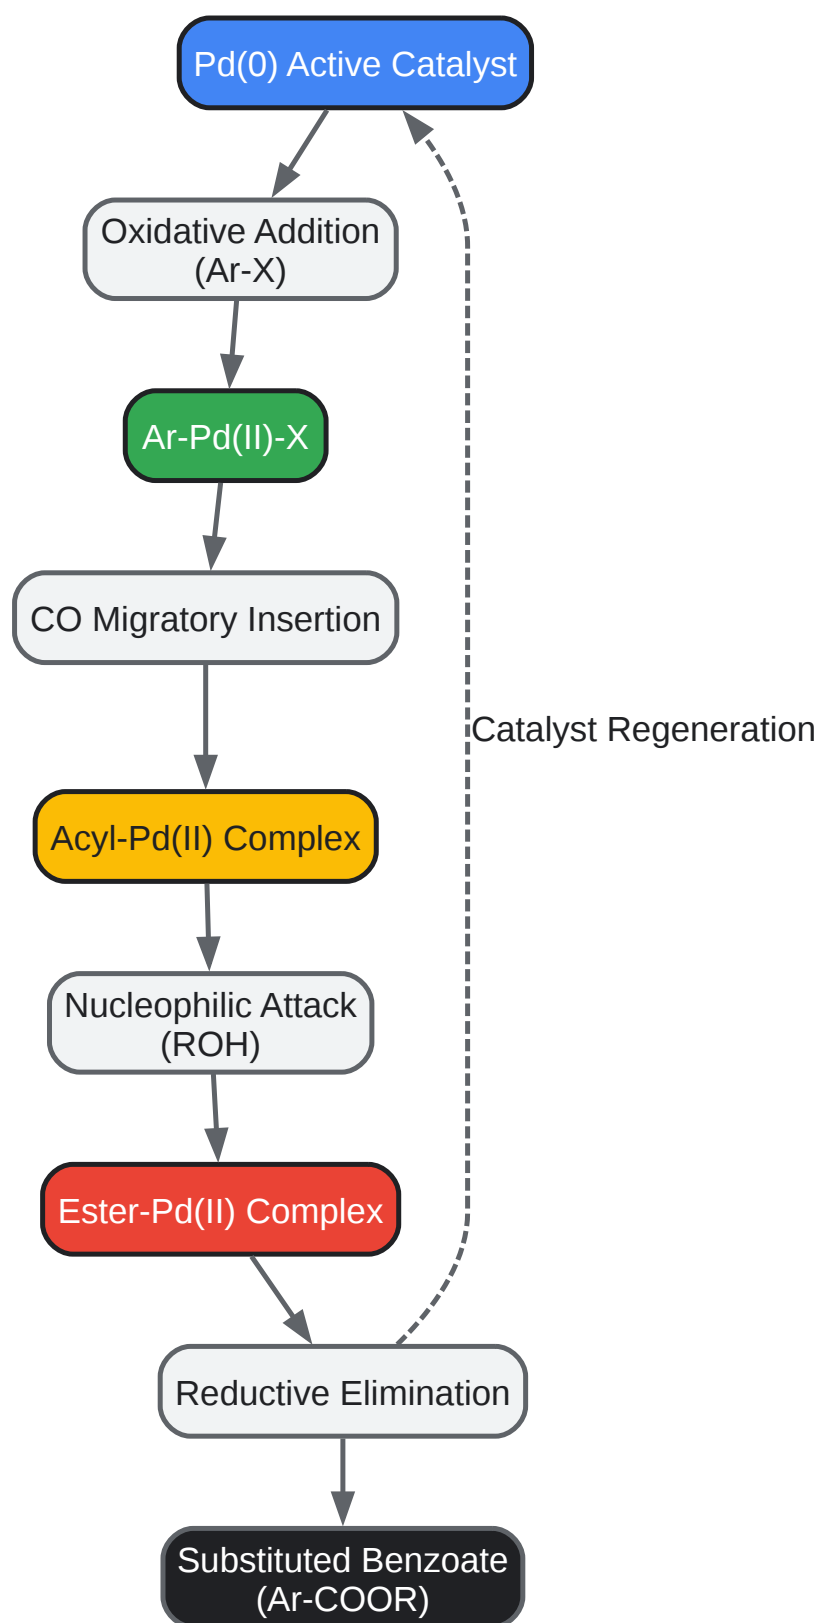 Pd(0) Active Catalyst
Oxidative Addition
(Ar-X)
Ar-Pd(II)-X
CO Migratory Insertion
Catalyst Regeneration
Acyl-Pd(II) Complex
Nucleophilic Attack
(ROH)
Ester-Pd(II) Complex
Reductive Elimination
Substituted Benzoate
(Ar-COOR)